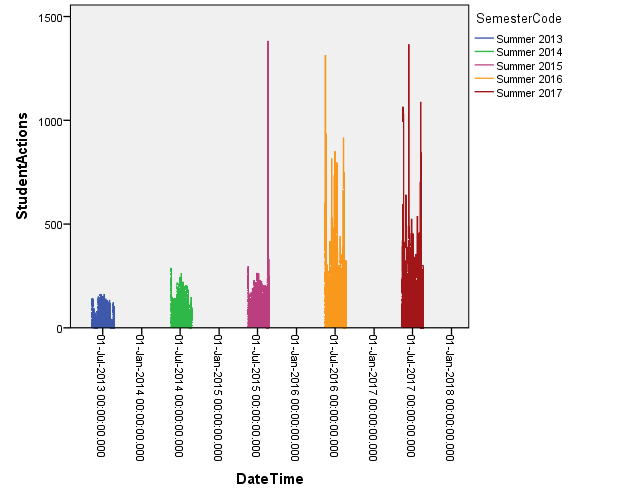 1500
1000
500
0
StudentActions
01-Jul-2013 00:00:00.000
01-Jan-2014 00:00:00.000
01-Jul-2014 00:00:00.000
01-Jan-2015 00:00:00.000
01-Jul-2015 00:00:00.000
01-Jan-2016 00:00:00.000
01-Jul-2016 00:00:00.000
01-Jan-2017 00:00:00.000
01-Jul-2017 00:00:00.000
01-Jan-2018 00:00:00.000
DateTime
SemesterCode
Summer 2013
Summer 2014
Summer 2015
Summer 2016
Summer 2017